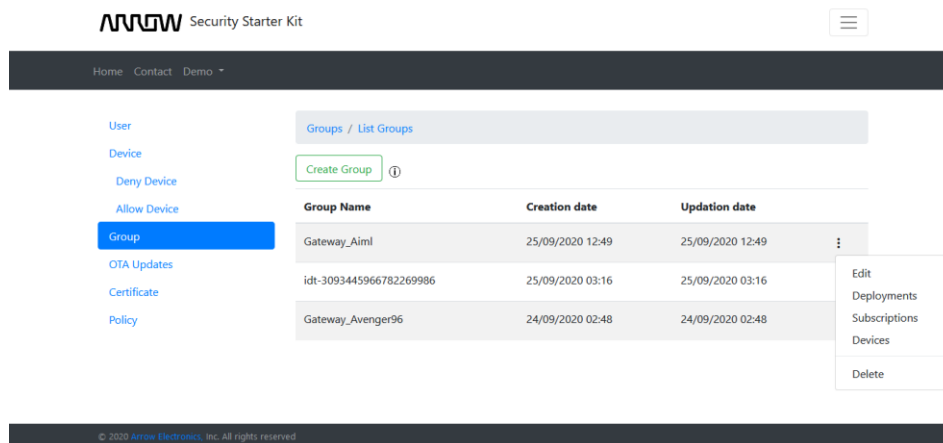 ARROW Security Starter Kit
Home Contact Demo
User
Device
Deny Device
Allow Device
Group
OTA Updates
Certificate
Policy
Groups / List Groups
Create Group
Group Name Creation date Updation date
Gateway_Aiml 25/09/2020 12:49 25/09/2020 12:49
idt-3093445966782269986 25/09/2020 03:16 25/09/2020 03:16
Gateway_Avenger96 24/09/2020 02:48 24/09/2020 02:48
Edit
Deployments
Subscriptions
Devices
Delete
© 2020 Arrow Electronics, Inc. All rights reserved